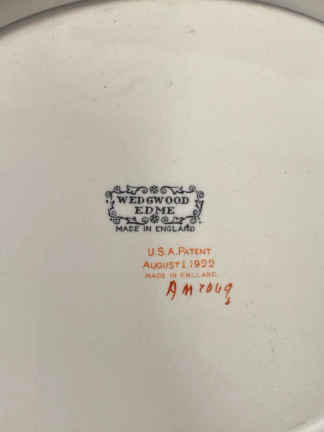 WEDGWOOD
EDME
MADE IN ENGLAND
U.S.A. PATENT
AUGUST 1.1922
MADE IN ENGLAND.